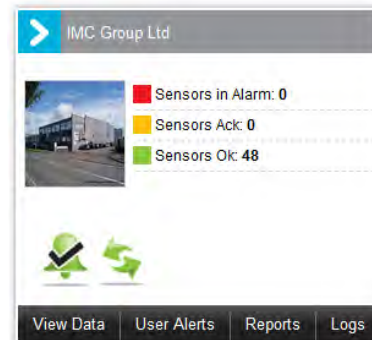 IMC Group Ltd
Sensors in Alarm: 0
Sensors Ack: 0
Sensors Ok: 48
View Data User Alerts Reports Logs